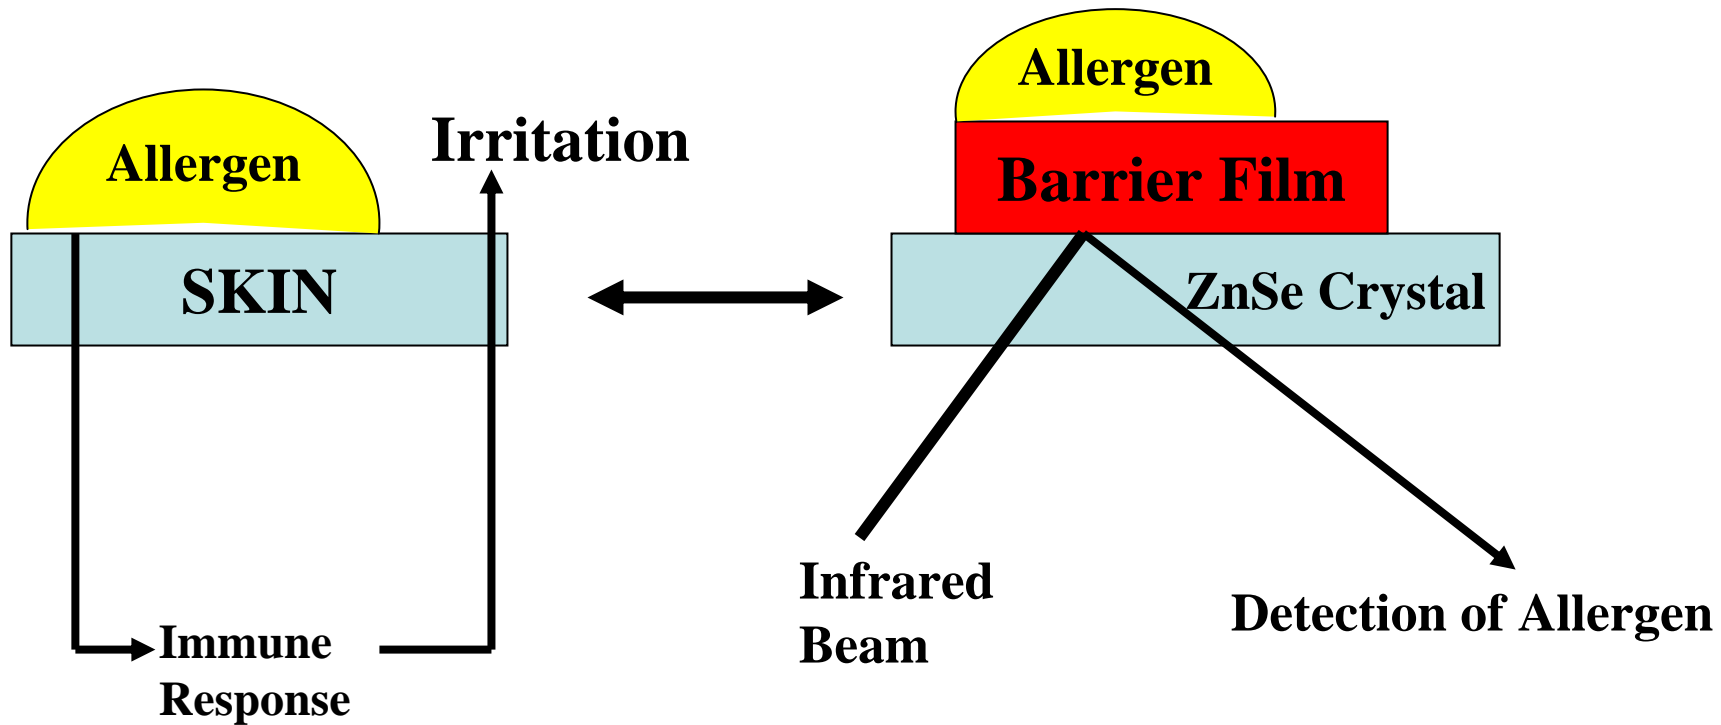 Allergen
Irritation
SKIN
Immune
Response
Allergen
Barrier Film
ZnSe Crystal
Infrared
Beam
Detection of Allergen